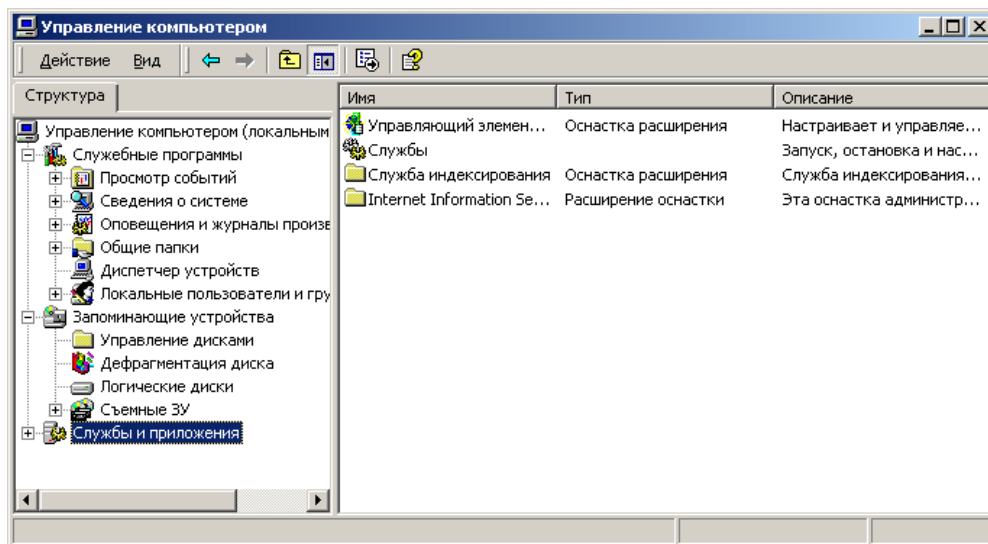 Управление компьютером
Действие Вид
Структура
Имя Тип Описание
Управление компьютером (локальным
Служебные программы
Просмотр событий
Сведения о системе
Оповещения и журналы произв
Общие папки
Диспетчер устройств
Локальные пользователи и гру
Запоминающие устройства
Управление дисками
Дефрагментация диска
Логические диски
Съемные ЗУ
Службы и приложения
Управляющий элемен... Оснастка расширения Настраивает и управляе...
Службы Запуск, остановка и нас...
Служба индексирования Оснастка расширения Служба индексирования...
Internet Information Se... Расширение оснастки Эта оснастка администр...